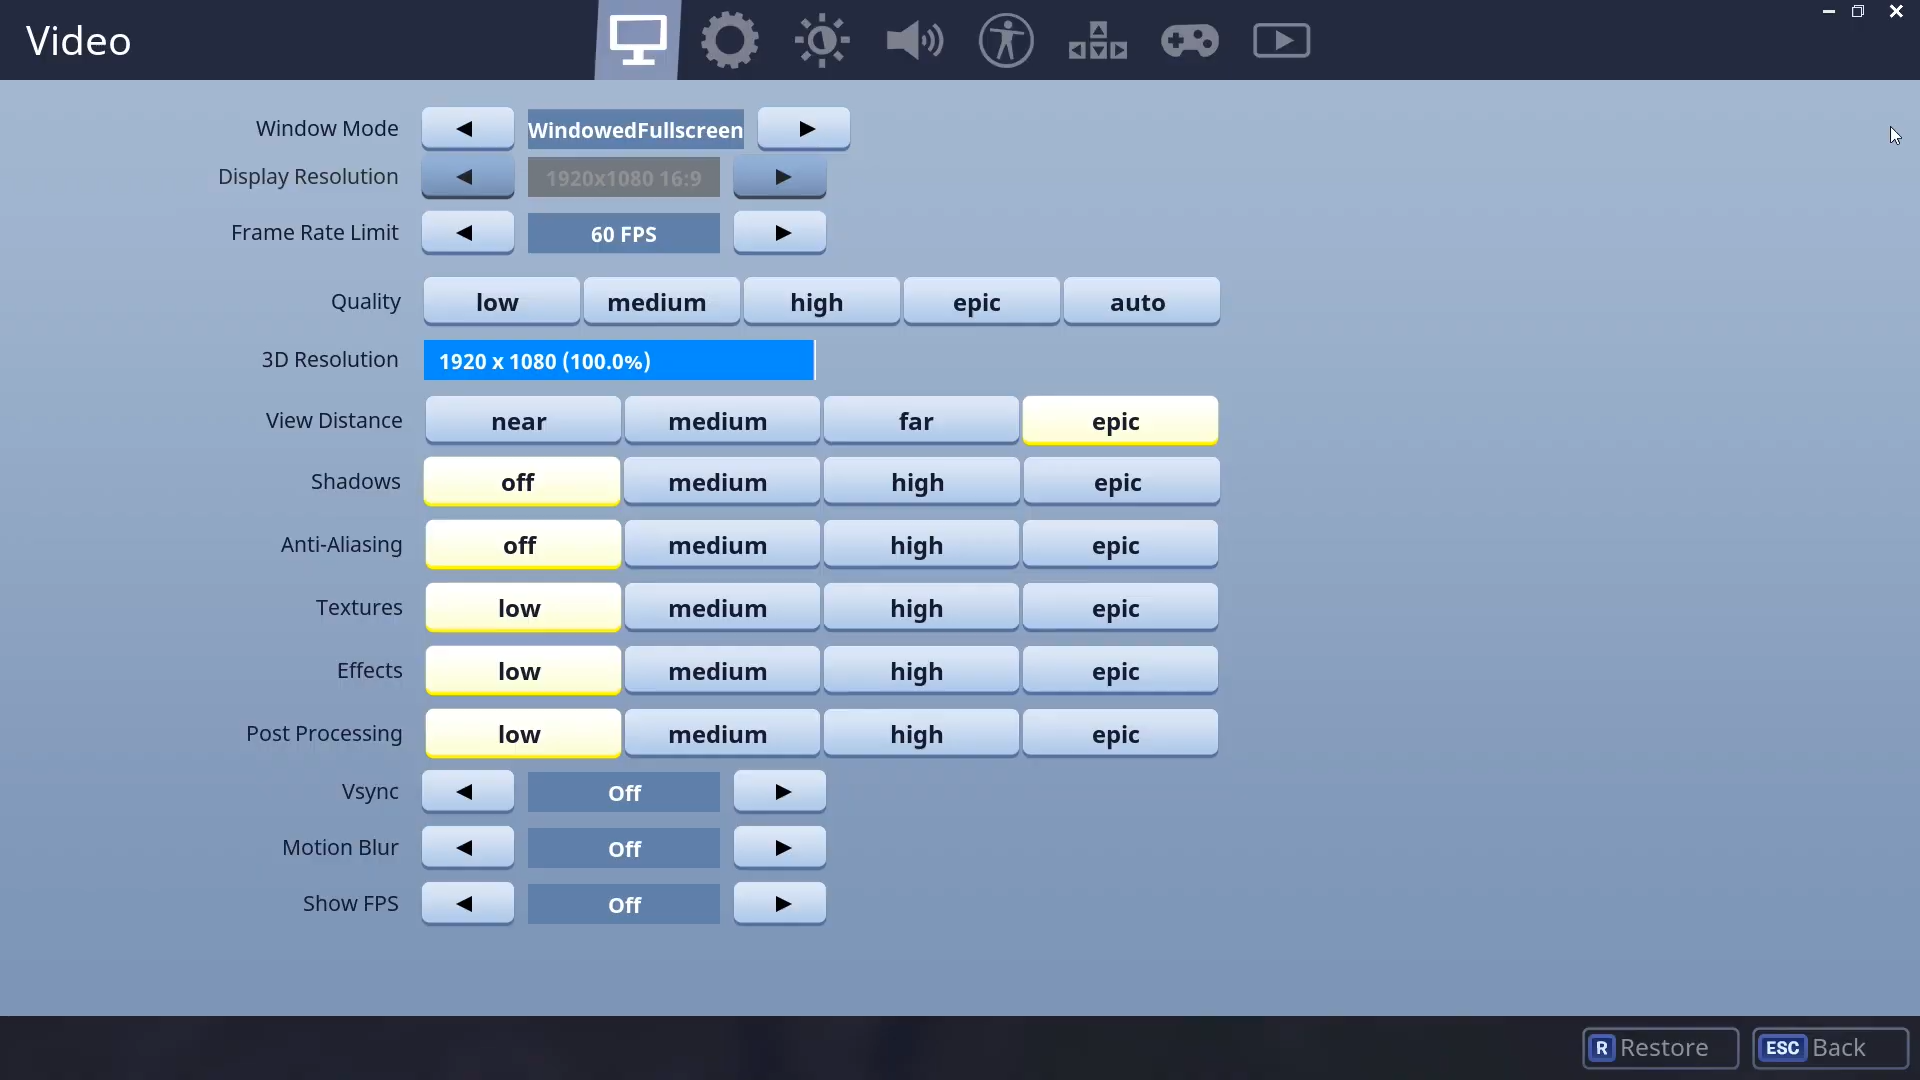 Video
Window Mode WindowedFullscreen
Display Resolution 1920x1080 16:9
Frame Rate Limit 60 FPS
Quality low medium high epic auto
3D Resolution 1920 x 1080 (100.0%)
View Distance near medium far epic
Shadows off medium high epic
Anti-Aliasing off medium high epic
Textures low medium high epic
Effects low medium high epic
Post Processing low medium high epic
Vsync Off
Motion Blur Off
Show FPS Off
R Restore ESC Back